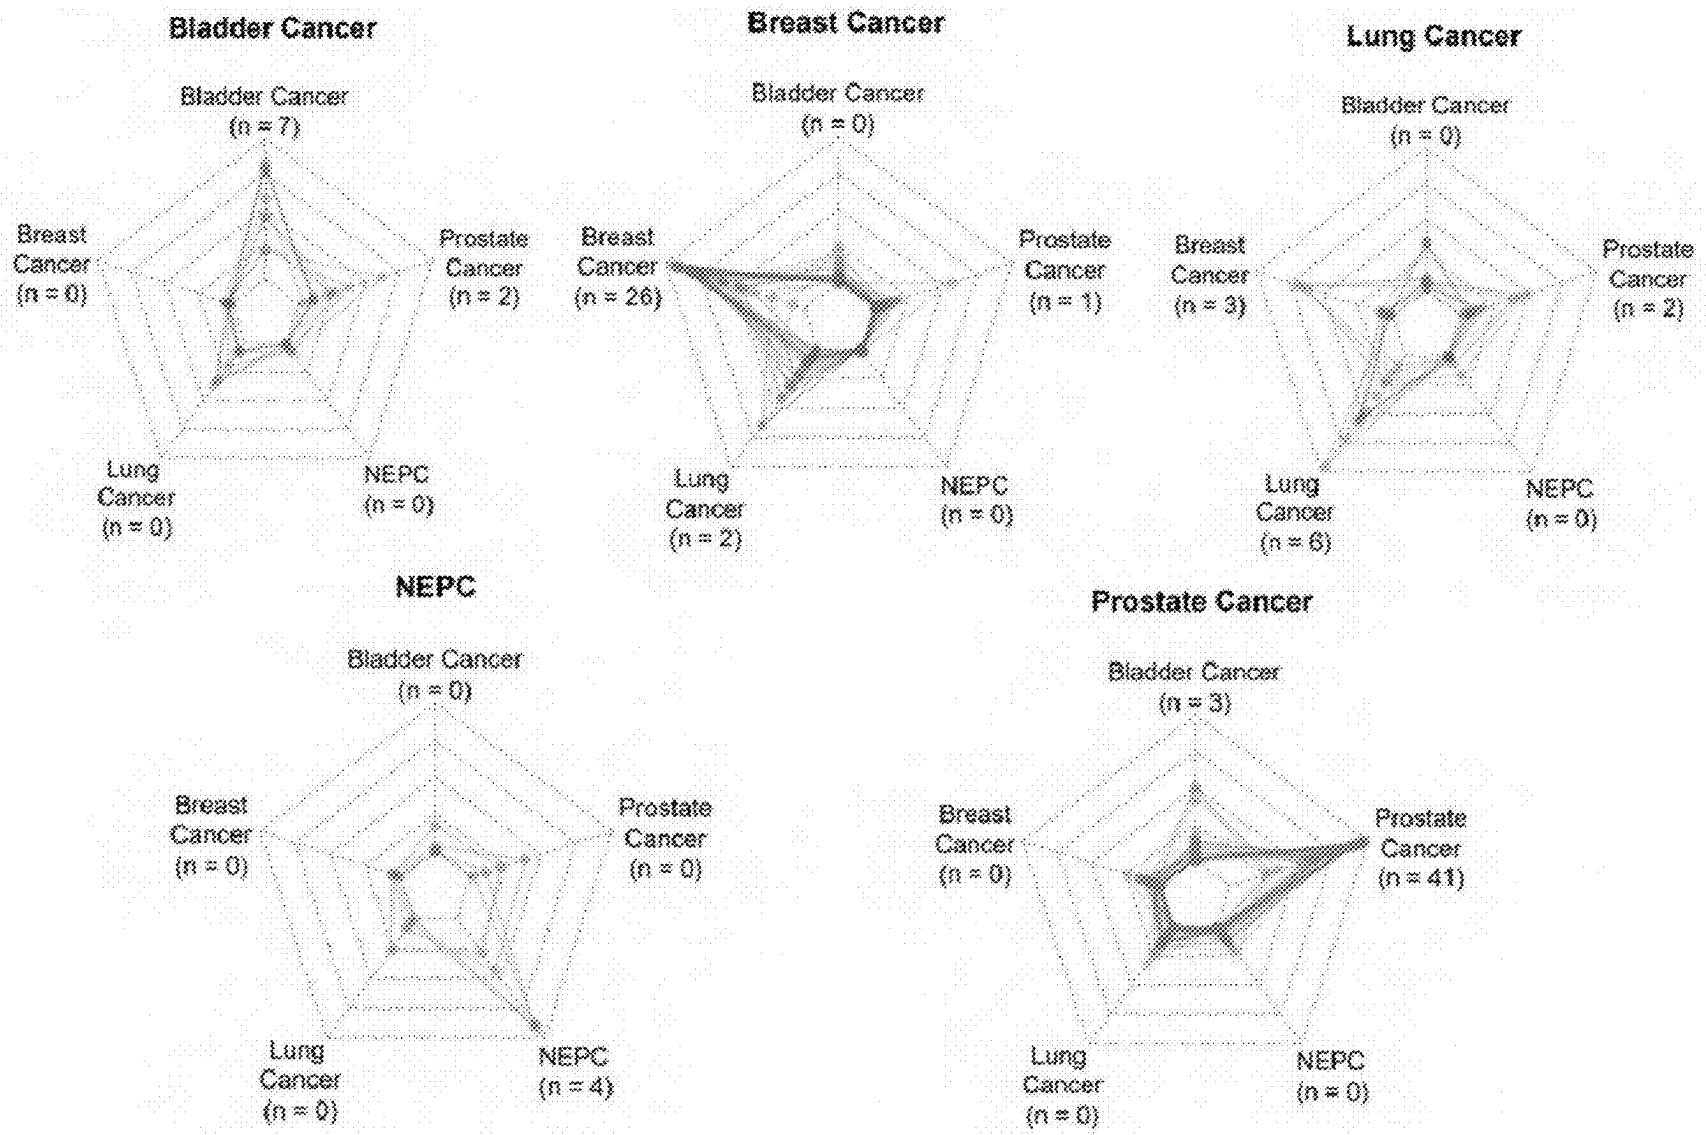 Bladder Cancer
Bladder Cancer
(n = 7)
Breast
Cancer
(n = 0)
Prostate
Cancer
(n = 2)
Lung
Cancer
(n = 0)
NEPC
(n = 0)
Breast Cancer
Bladder Cancer
(n = 0)
Breast
Cancer
(n = 26)
Prostate
Cancer
(n = 1)
Lung
Cancer
(n = 2)
NEPC
(n = 0)
Lung Cancer
Bladder Cancer
(n = 0)
Breast
Cancer
(n = 3)
Prostate
Cancer
(n = 2)
Lung
Cancer
(n = 6)
NEPC
(n = 0)
NEPC
Bladder Cancer
(n = 0)
Breast
Cancer
(n = 0)
Prostate
Cancer
(n = 0)
Lung
Cancer
(n = 0)
NEPC
(n = 4)
Prostate Cancer
Bladder Cancer
(n = 3)
Breast
Cancer
(n = 0)
Prostate
Cancer
(n = 41)
Lung
Cancer
(n = 0)
NEPC
(n = 0)